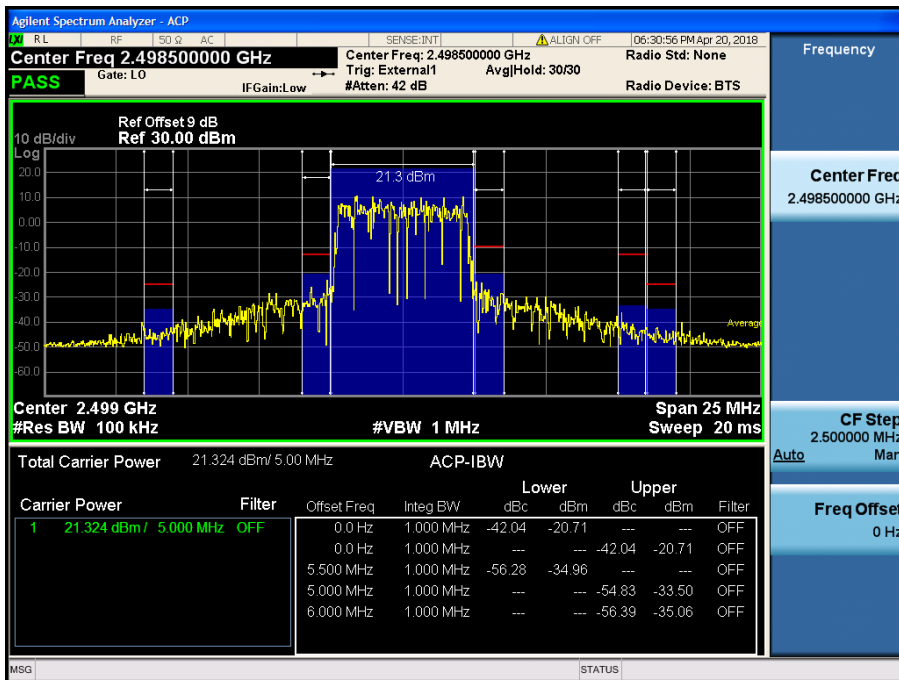 Agilent Spectrum Analyzer - ACP
LXI RL RF 50 Ω AC SENSE:INT ALIGN OFF 06:30:56 PM Apr 20, 2018
Center Freq 2.498500000 GHz
PASS
Gate: LO
IFGain:Low
Center Freq: 2.498500000 GHz
Trig: External1 Avg|Hold: 30/30
#Atten: 42 dB
Radio Std: None
Radio Device: BTS
Ref Offset 9 dB
10 dB/div Ref 30.00 dBm
Log
20.0
10.0
0.00
-10.0
-20.0
-30.0
-40.0
-50.0
-60.0
21.3 dBm
Average
Center 2.499 GHz Span 25 MHz
#Res BW 100 kHz #VBW 1 MHz Sweep 20 ms
Total Carrier Power 21.324 dBm/ 5.00 MHz ACP-IBW
Lower Upper
Carrier Power Filter Offset Freq Integ BW dBc dBm dBc dBm Filter
1 21.324 dBm / 5.000 MHz OFF 0.0 Hz 1.000 MHz -42.04 -20.71 --- --- OFF
0.0 Hz 1.000 MHz --- --- -42.04 -20.71 OFF
5.500 MHz 1.000 MHz -56.28 -34.96 --- --- OFF
5.000 MHz 1.000 MHz --- --- -54.83 -33.50 OFF
6.000 MHz 1.000 MHz --- --- -56.39 -35.06 OFF
MSG STATUS
Frequency
Center Freq
2.498500000 GHz
CF Step
2.500000 MHz
Auto Man
Freq Offset
0 Hz